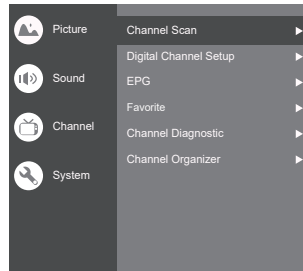 Picture
Sound
Channel
System
Channel Scan
Digital Channel Setup
EPG
Favorite
Channel Diagnostic
Channel Organizer